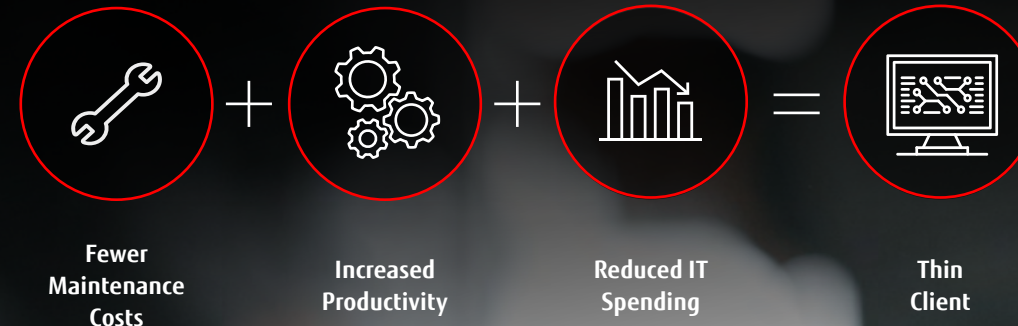 Fewer
Maintenance
Costs
Increased
Productivity
Reduced IT
Spending
Thin
Client